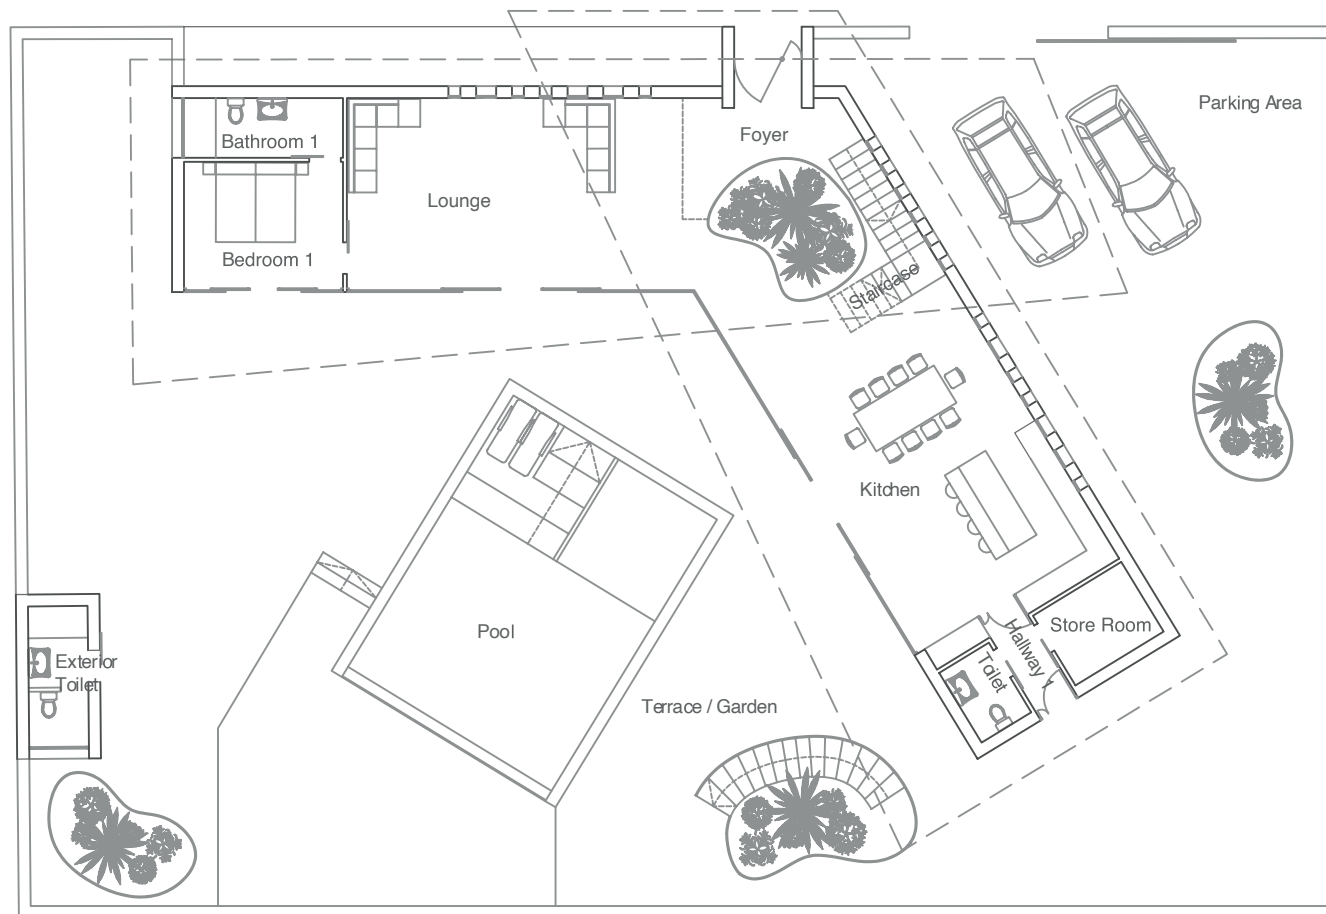 Parking Area
Foyer
Bathroom 1
Lounge
Bedroom 1
Staircase
Kitchen
Pool
Store Room
Hallway 1
Toilet
Exterior
Toilet
Terrace / Garden